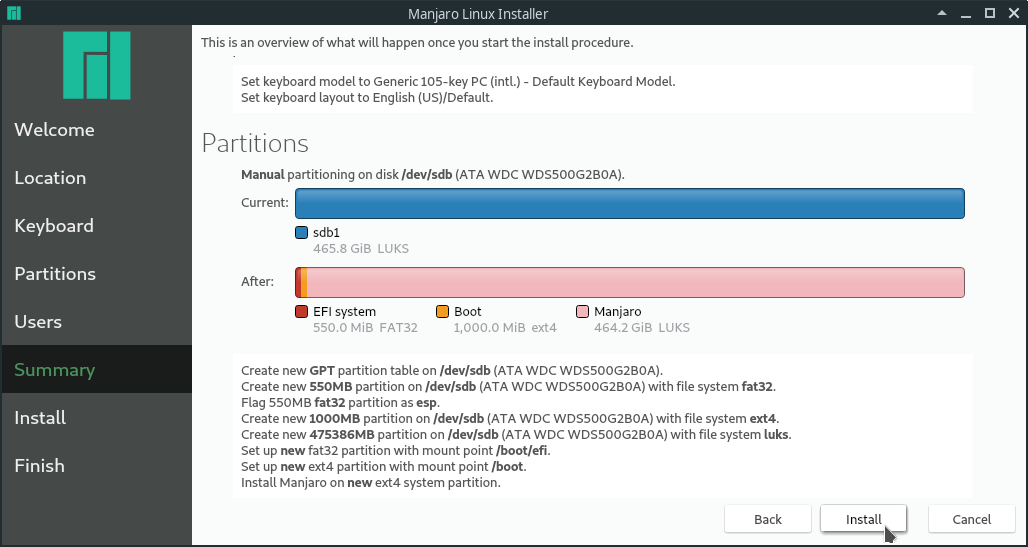 Manjaro Linux Installer
This is an overview of what will happen once you start the install procedure.
Set keyboard model to Generic 105-key PC (intl.) - Default Keyboard Model.
Set keyboard layout to English (US)/Default.
Welcome
Location
Keyboard
Partitions
Users
Summary
Install
Finish
Partitions
Manual partitioning on disk /dev/sdb (ATA WDC WDS500G2B0A).
Current:
sdb1
465.8 GiB LUKS
After:
EFI system
550.0 MiB FAT32
Boot
1,000.0 MiB ext4
Manjaro
464.2 GiB LUKS
Create new GPT partition table on /dev/sdb (ATA WDC WDS500G2B0A).
Create new 550MB partition on /dev/sdb (ATA WDC WDS500G2B0A) with file system fat32.
Flag 550MB fat32 partition as esp.
Create new 1000MB partition on /dev/sdb (ATA WDC WDS500G2B0A) with file system ext4.
Create new 475386MB partition on /dev/sdb (ATA WDC WDS500G2B0A) with file system luks.
Set up new fat32 partition with mount point /boot/efi.
Set up new ext4 partition with mount point /boot.
Install Manjaro on new ext4 system partition.
Back
Install
Cancel